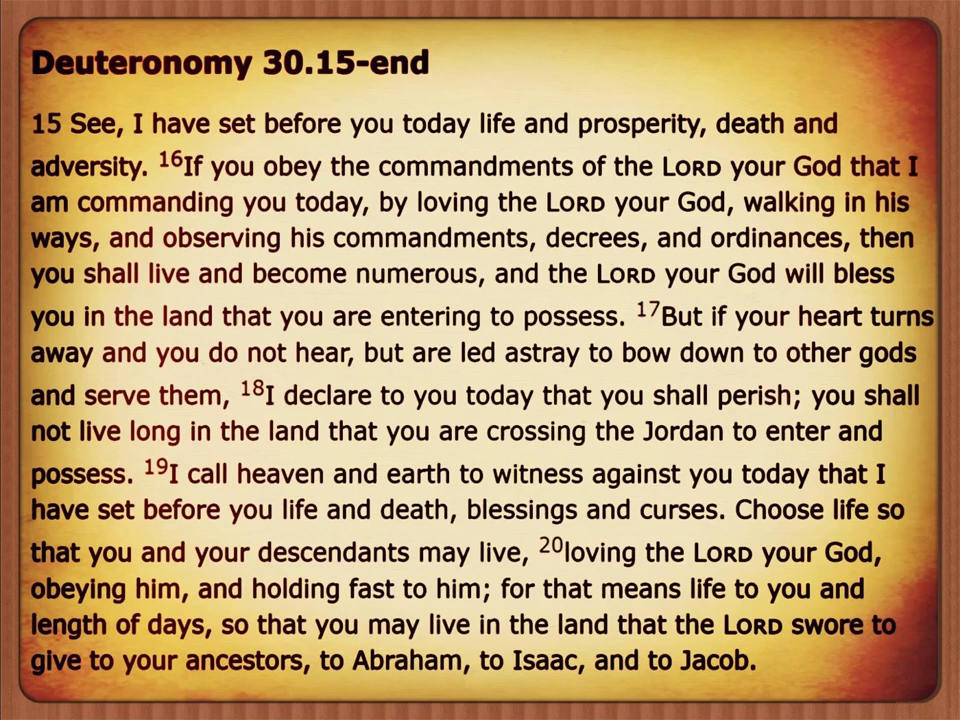 Deuteronomy 30.15-end
15 See, I have set before you today life and prosperity, death and
adversity. 16If you obey the commandments of the LORD your God that I
am commanding you today, by loving the LORD your God, walking in his
ways, and observing his commandments, decrees, and ordinances, then
you shall live and become numerous, and the LORD your God will bless
you in the land that you are entering to possess. 17But if your heart turns
away and you do not hear, but are led astray to bow down to other gods
and serve them, 18I declare to you today that you shall perish; you shall
not live long in the land that you are crossing the Jordan to enter and
possess. 19I call heaven and earth to witness against you today that I
have set before you life and death, blessings and curses. Choose life so
that you and your descendants may live, 20loving the LORD your God,
obeying him, and holding fast to him; for that means life to you and
length of days, so that you may live in the land that the LORD swore to
give to your ancestors, to Abraham, to Isaac, and to Jacob.